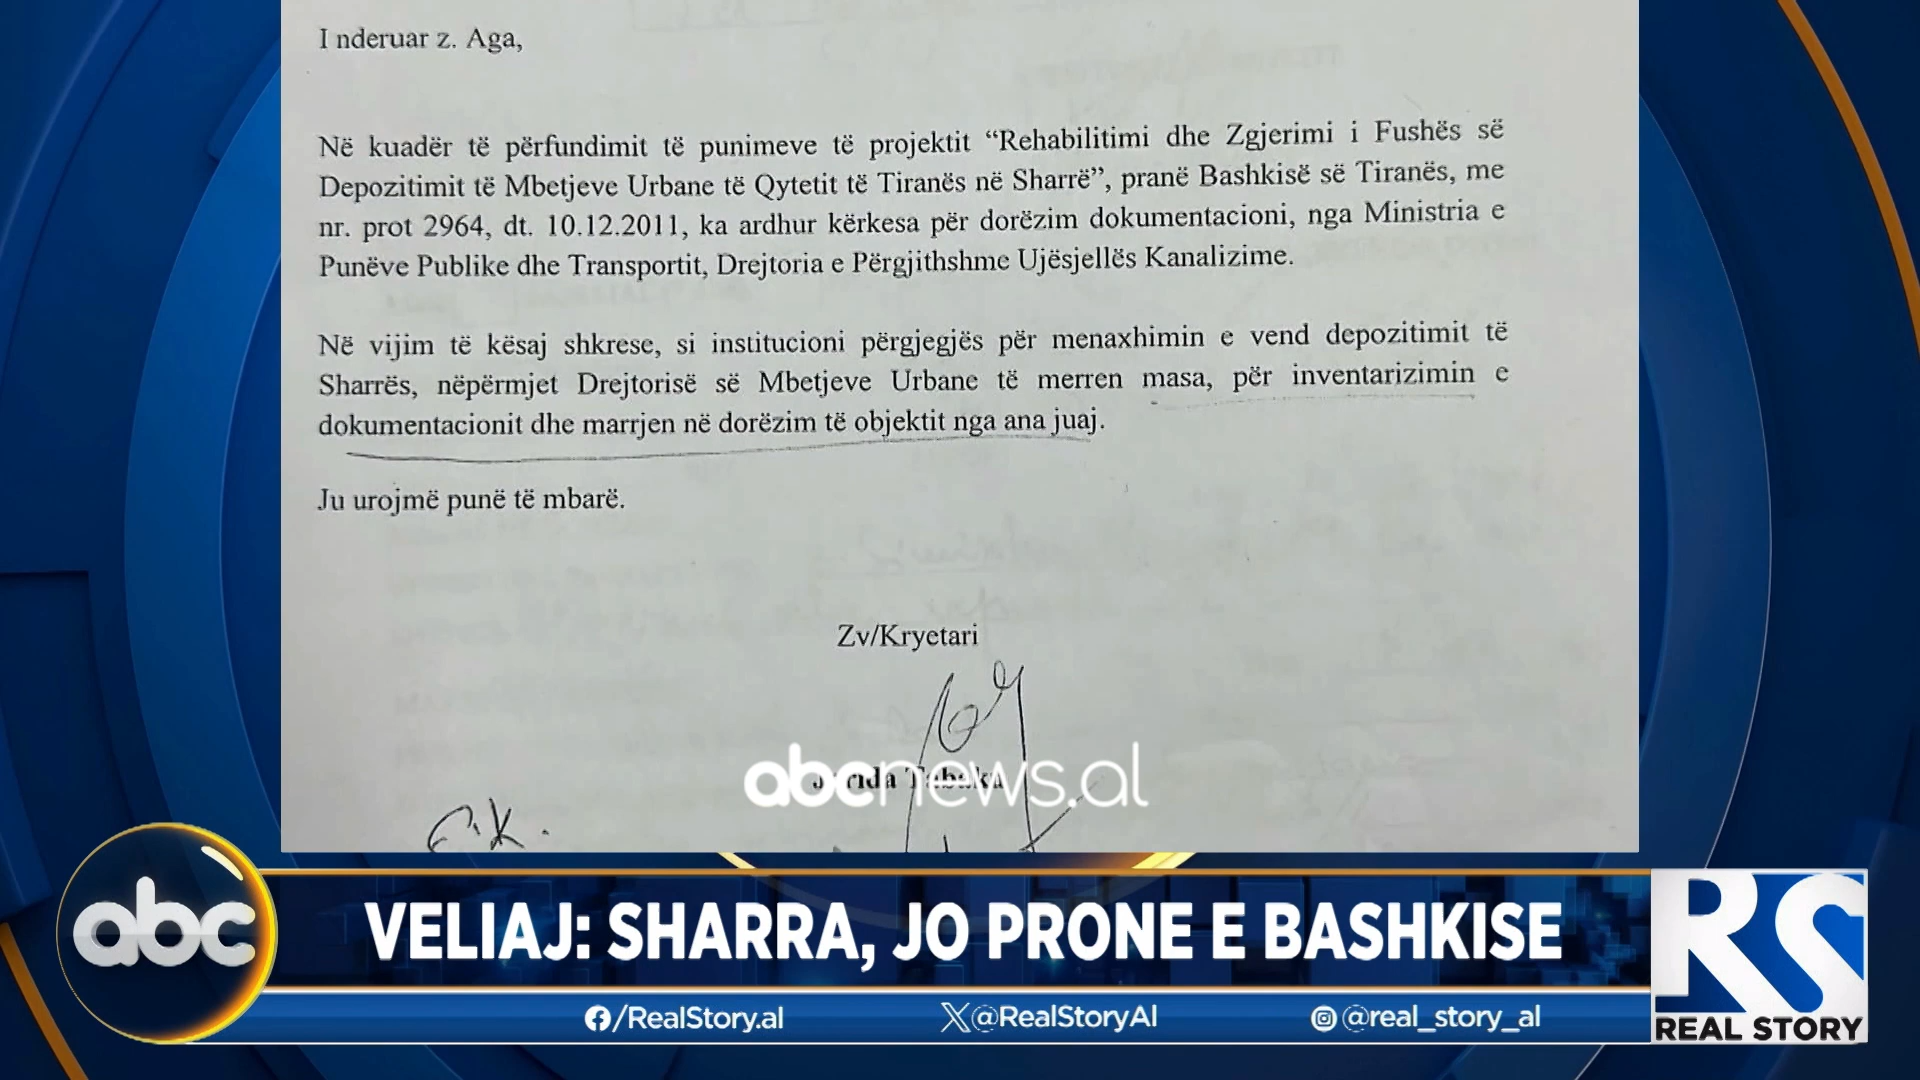 I nderuar z. Aga,
Në kuadër të përfundimit të punimeve të projektit “Rehabilitimi dhe Zgjerimi i Fushës së
Depozitimit të Mbetjeve Urbane të Qytetit të Tiranës në Sharrë”, pranë Bashkisë së Tiranës, me
nr. prot 2964, dt. 10.12.2011, ka ardhur kërkesa për dorëzim dokumentacioni, nga Ministria e
Punëve Publike dhe Transportit, Drejtoria e Përgjithshme Ujësjellës Kanalizime.
Në vijim të kësaj shkrese, si institucioni përgjegjës për menaxhimin e vend depozitimit të
Sharrës, nëpërmjet Drejtorisë së Mbetjeve Urbane të merren masa, për inventarizimin e
dokumentacionit dhe marrjen në dorëzim të objektit nga ana juaj.
Ju urojmë punë të mbarë.
Zv/Kryetari
abcnews.al
abc
VELIAJ: SHARRA, JO PRONE E BASHKISE
/RealStory.al
@RealStoryAl
@real_story_al
RS
REAL STORY